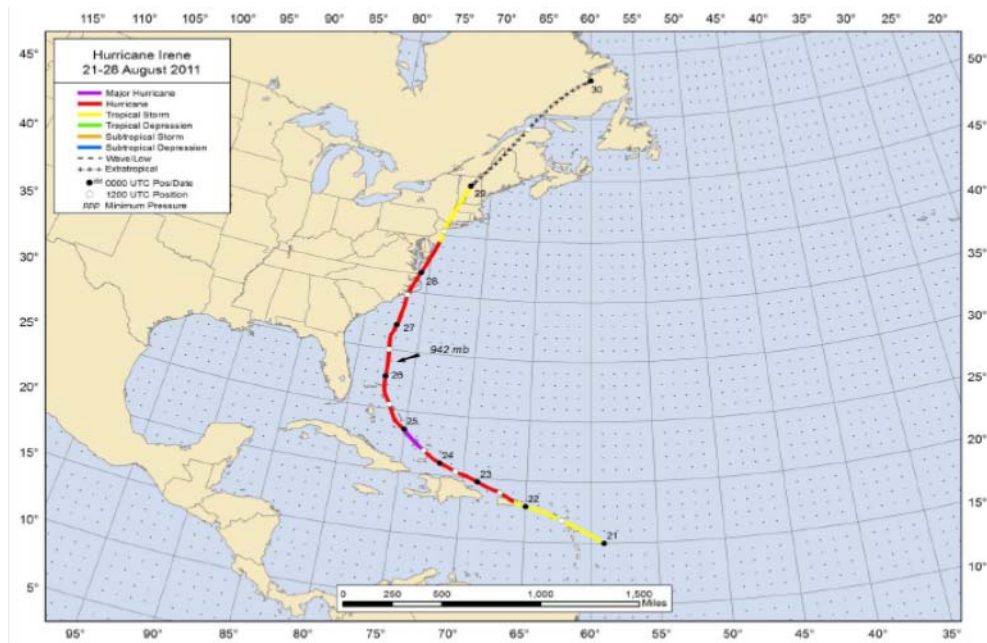 115° 110° 105° 100° 95° 90° 85° 80° 75° 70° 65° 60° 55° 50° 45° 40° 35° 30° 25° 20°
45° 50°
40° 45°
35° 40°
30° 35°
25° 30°
20° 25°
15° 20°
10° 15°
5° 10°
Hurricane Irene
21-28 August 2011
Major Hurricane
Hurricane
Tropical Storm
Tropical Depression
Subtropical Storm
Subtropical Depression
Wave/Low
Extratropical
0000 UTC Pos/Date
1200 UTC Position
ppp Minimum Pressure
30
29
28
27
942 mb
26
25
24
23
22
21
0 250 500 1,000 1,500
Miles
95° 90° 85° 80° 75° 70° 65° 60° 55° 50° 45° 40° 35°